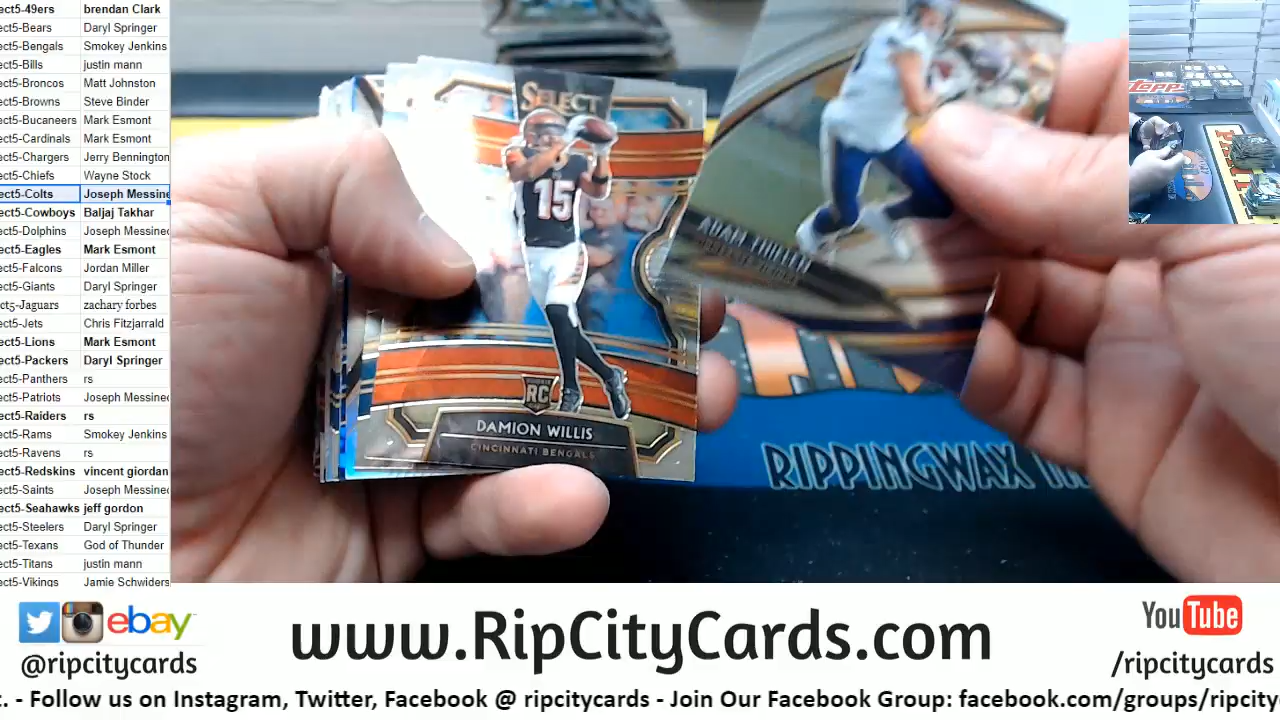 ect5-49ers brendan Clark
ect5-Bears Daryl Springer
ect5-Bengals Smokey Jenkins
ect5-Bills justin mann
ect5-Broncos Matt Johnston
ect5-Browns Steve Binder
ect5-Bucaneers Mark Esmont
ect5-Cardinals Mark Esmont
ect5-Chargers Jerry Bennington
ect5-Chiefs Wayne Stock
ect5-Colts Joseph Messine
ect5-Cowboys Baljaj Takhar
ect5-Dolphins Joseph Messined
ect5-Eagles Mark Esmont
ect5-Falcons Jordan Miller
ect5-Giants Daryl Springer
ect5-Jaguars zachary forbes
ect5-Jets Chris Fitzjarrald
ect5-Lions Mark Esmont
ect5-Packers Daryl Springer
ect5-Panthers rs
ect5-Patriots Joseph Messined
ect5-Raiders rs
ect5-Rams Smokey Jenkins
ect5-Ravens rs
ect5-Redskins vincent giordan
ect5-Saints Joseph Messined
ect5-Seahawks jeff gordon
ect5-Steelers Daryl Springer
ect5-Texans God of Thunder
ect5-Titans justin mann
ect5-Vikings Jamie Schwiders
SELECT
15
RC
DAMION WILLIS
CINCINNATI BENGALS
ADAM THIELEN
RIPPINGWAX
TOPPS
ebay
@ripcitycards
www.RipCityCards.com
YouTube
/ripcitycards
. - Follow us on Instagram, Twitter, Facebook @ ripcitycards - Join Our Facebook Group: facebook.com/groups/ripcity